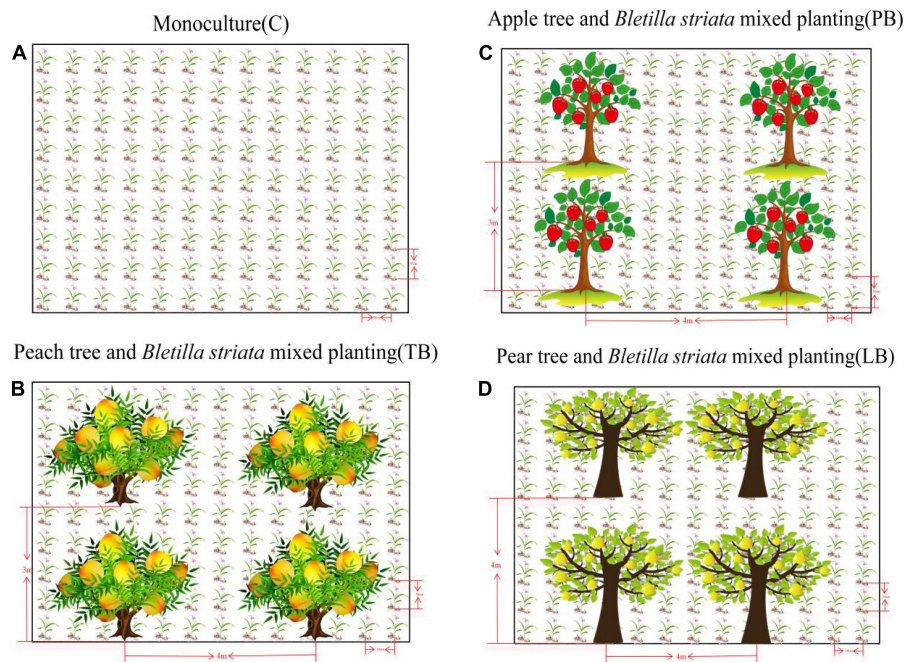 Monoculture(C)
Apple tree and Bletilla striata mixed planting(PB)
A
C
3m
4m
Peach tree and Bletilla striata mixed planting(TB)
Pear tree and Bletilla striata mixed planting(LB)
B
D
3m
4m
4m
4m